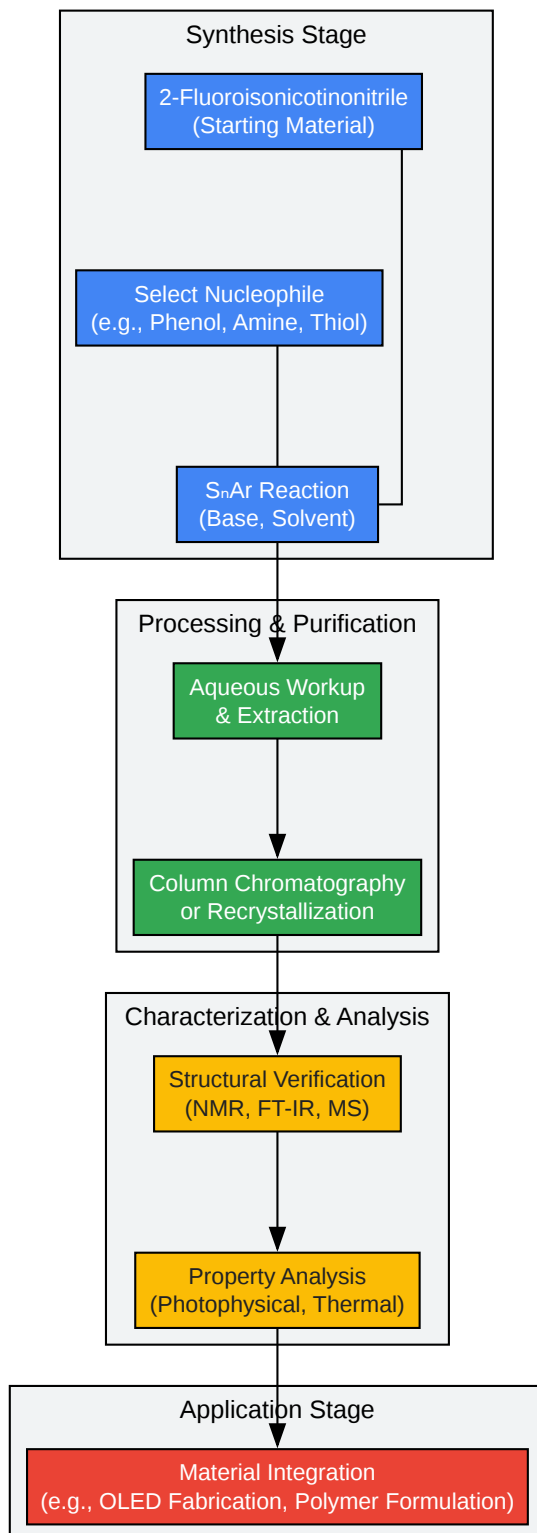 Synthesis Stage
2-Fluoroisonicotinonitrile
(Starting Material)
Select Nucleophile
(e.g., Phenol, Amine, Thiol)
SₙAr Reaction
(Base, Solvent)
Processing & Purification
Aqueous Workup
& Extraction
Column Chromatography
or Recrystallization
Characterization & Analysis
Structural Verification
(NMR, FT-IR, MS)
Property Analysis
(Photophysical, Thermal)
Application Stage
Material Integration
(e.g., OLED Fabrication, Polymer Formulation)